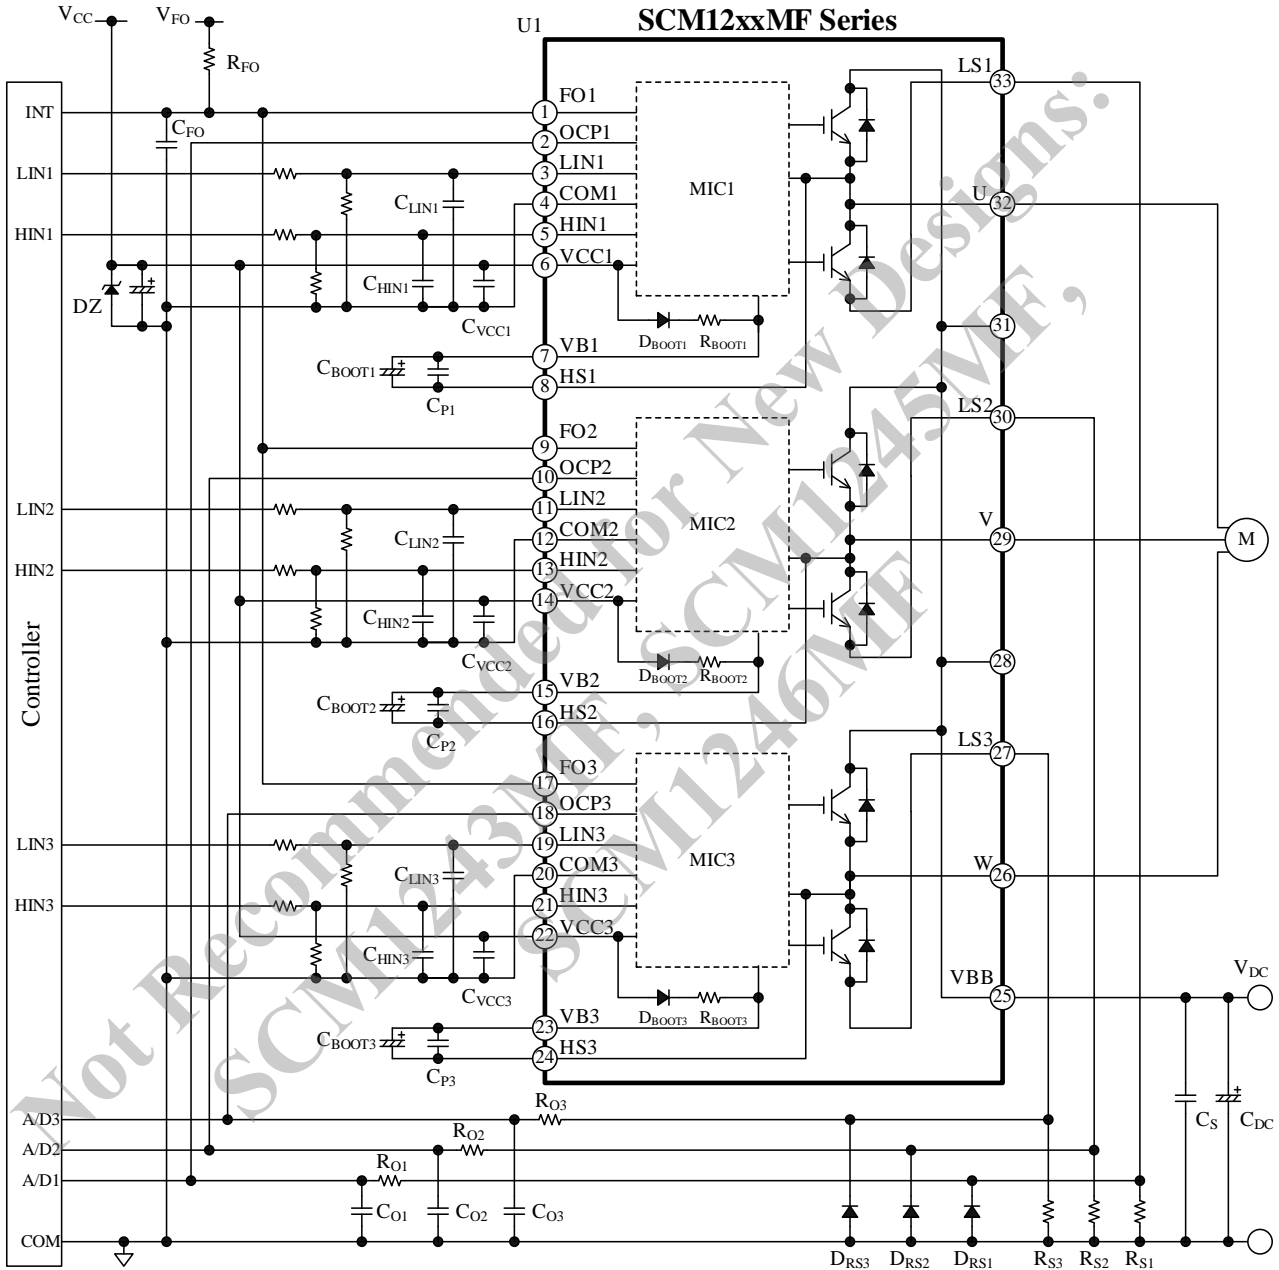 SCM12xxMF Series
VCC
VFO
U1
RFO
LS1
33
INT
FO1
1
CFO
OCP1
2
LIN1
LIN1
3
CLIN1
COM1
4
MIC1
U
32
HIN1
HIN1
5
VCC1
6
DZ
CHIN1
CVCC1
DBOOT1
RBOOT1
31
VB1
7
CBOOT1
HS1
8
CP1
LS2
30
FO2
9
OCP2
10
LIN2
LIN2
11
CLIN2
COM2
12
MIC2
V
29
M
HIN2
HIN2
13
VCC2
14
CHIN2
CVCC2
DBOOT2
RBOOT2
28
Controller
VB2
15
CBOOT2
HS2
16
CP2
LS3
27
FO3
17
OCP3
18
LIN3
LIN3
19
CLIN3
COM3
20
MIC3
W
26
HIN3
HIN3
21
VCC3
22
CHIN3
CVCC3
DBOOT3
RBOOT3
VBB
25
VDC
VB3
23
CBOOT3
HS3
24
CP3
A/D3
RO3
CS
CDC
A/D2
RO2
A/D1
RO1
CO1
CO2
CO3
COM
DRS3
DRS2
DRS1
RS3
RS2
RS1
Not Recommended for New Designs:
SCM1243MF, SCM1245MF,
SCM1246MF